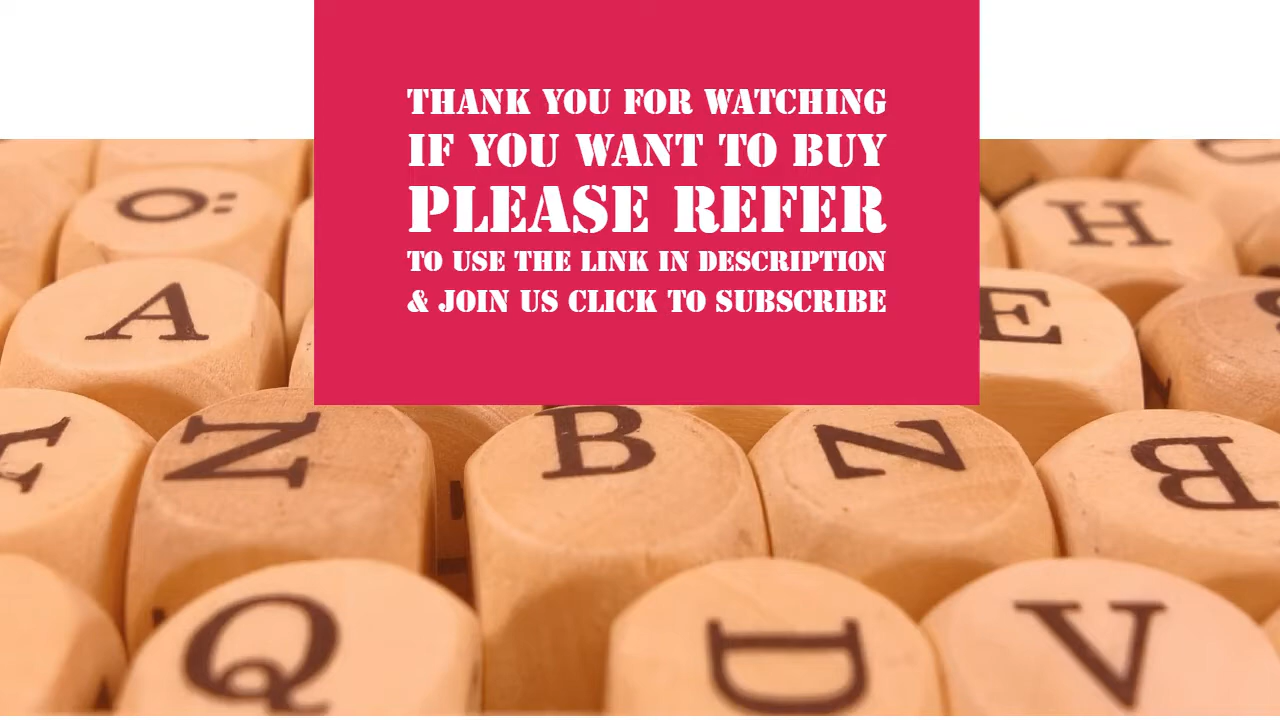 THANK YOU FOR WATCHING
IF YOU WANT TO BUY
PLEASE REFER
TO USE THE LINK IN DESCRIPTION
& JOIN US CLICK TO SUBSCRIBE
Ö H
A E
Z B N B
Q D V